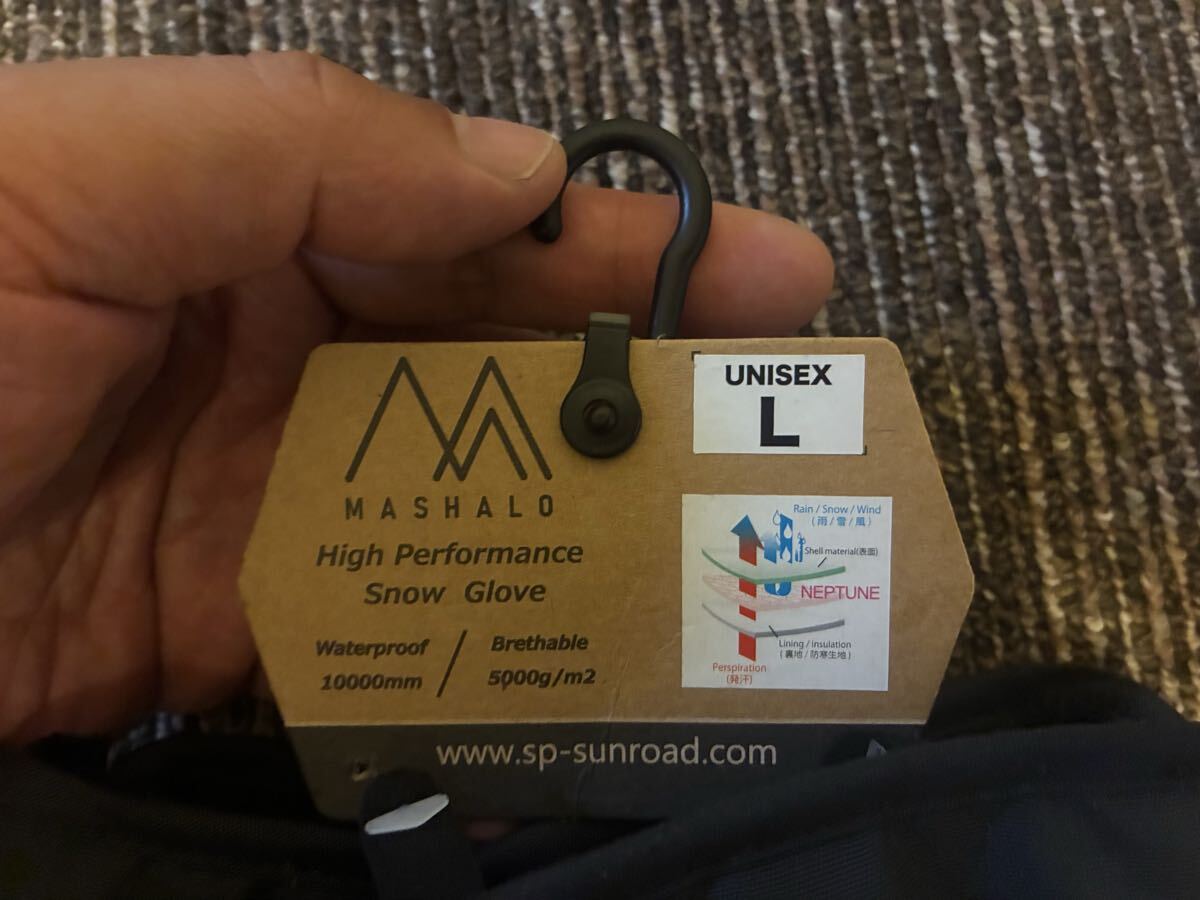 MASHALO
High Performance
Snow Glove
Waterproof
10000mm
Brethable
5000g/m2
UNISEX
L
Rain / Snow / Wind
(雨/雪/風)
Shell material(表面)
NEPTUNE
Lining / insulation
(裏地/防寒生地)
Perspiration
(発汗)
www.sp-sunroad.com